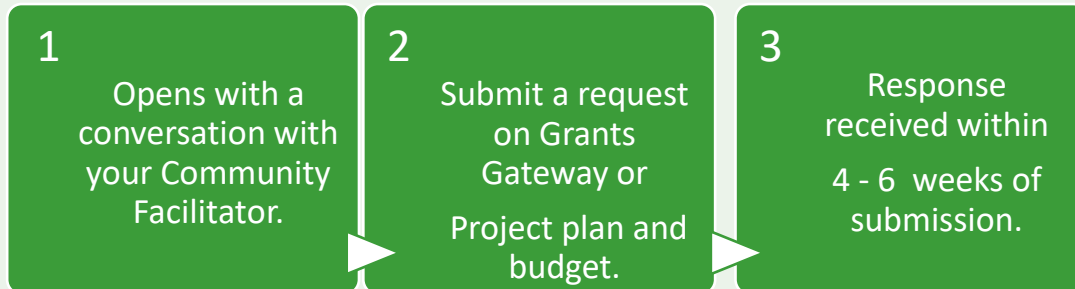 1
Opens with a
conversation with
your Community
Facilitator.
2
Submit a request
on Grants
Gateway or
Project plan and
budget.
3
Response
received within
4 - 6 weeks of
submission.